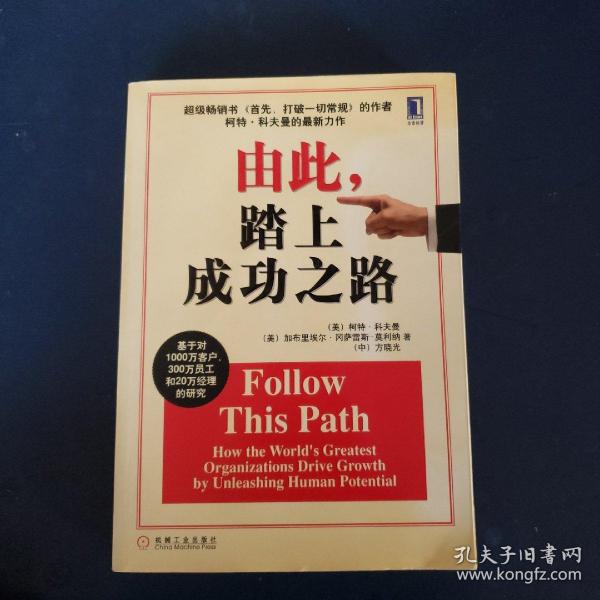 超级畅销书《首先，打破一切常规》的作者
柯特·科夫曼的最新力作
华章经管
由此，
踏上
成功之路
（美）柯特·科夫曼
（美）加布里埃尔·冈萨雷斯-莫利纳 著
（中）方晓光
基于对
1000万客户、
300万员工
和20万经理
的研究
Follow
This Path
How the World's Greatest
Organizations Drive Growth
by Unleashing Human Potential
机械工业出版社
China Machine Press
孔夫子旧书网
www.kongfz.com